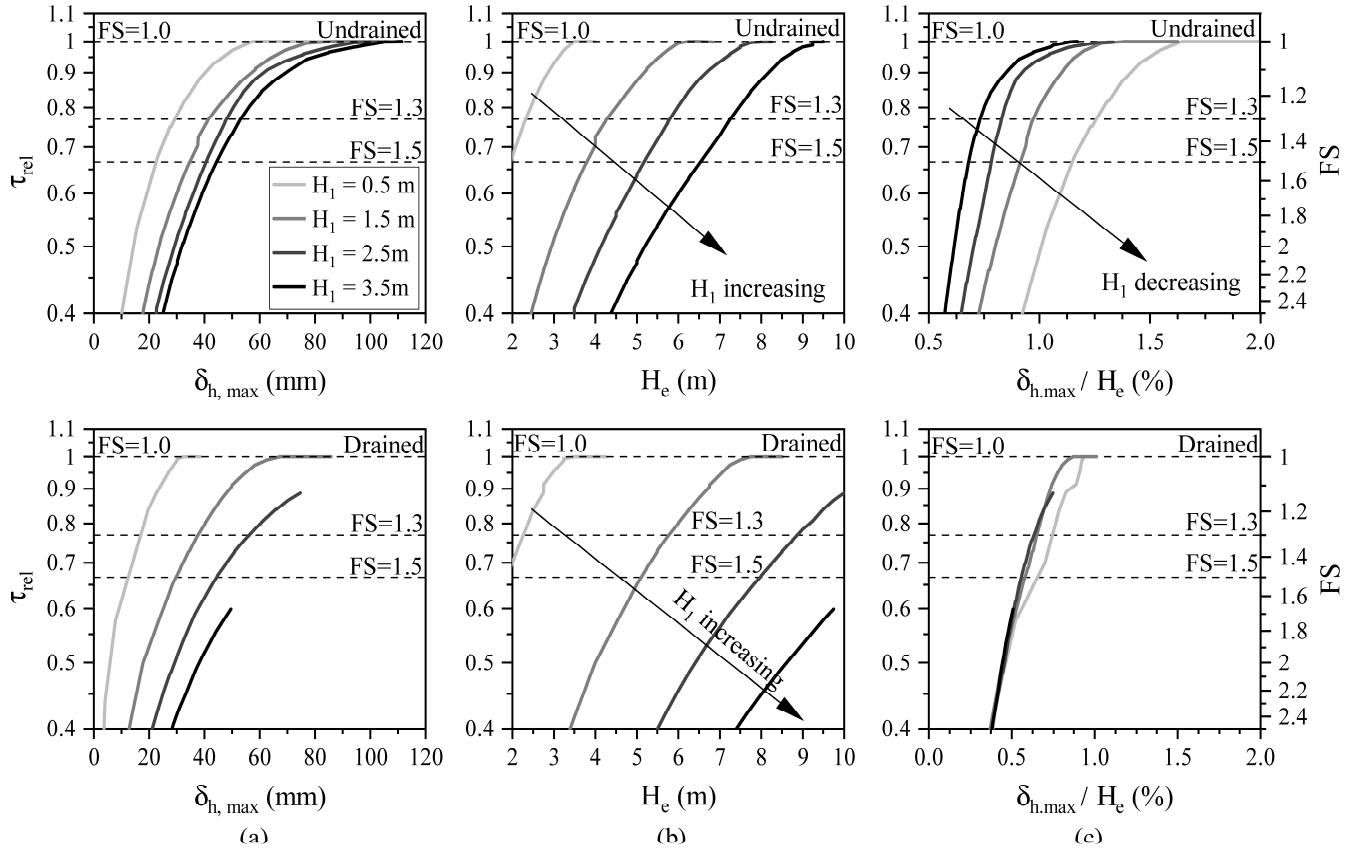 FS=1.0 Undrained
FS=1.3
FS=1.5
H₁ = 0.5 m
H₁ = 1.5 m
H₁ = 2.5m
H₁ = 3.5m
1.1
1
0.9
0.8
0.7
0.6
0.5
0.4
τrel
0 20 40 60 80 100 120
δh, max (mm)
FS=1.0 Undrained
FS=1.3
FS=1.5
H₁ increasing
1.1
1
0.9
0.8
0.7
0.6
0.5
0.4
2 3 4 5 6 7 8 9 10
He (m)
FS=1.0 Undrained
FS=1.3
FS=1.5
H₁ decreasing
1.1
1
0.9
0.8
0.7
0.6
0.5
0.4
1
1.2
1.4
1.6
1.8
2
2.2
2.4
FS
0.5 1.0 1.5 2.0
δh.max / He (%)
FS=1.0 Drained
FS=1.3
FS=1.5
1.1
1
0.9
0.8
0.7
0.6
0.5
0.4
τrel
0 20 40 60 80 100 120
δh, max (mm)
(a)
FS=1.0 Drained
FS=1.3
FS=1.5
H₁ increasing
1.1
1
0.9
0.8
0.7
0.6
0.5
0.4
2 3 4 5 6 7 8 9 10
He (m)
(b)
FS=1.0 Drained
FS=1.3
FS=1.5
1.1
1
0.9
0.8
0.7
0.6
0.5
0.4
1
1.2
1.4
1.6
1.8
2
2.2
2.4
FS
0.0 0.5 1.0 1.5 2.0
δh.max / He (%)
(c)